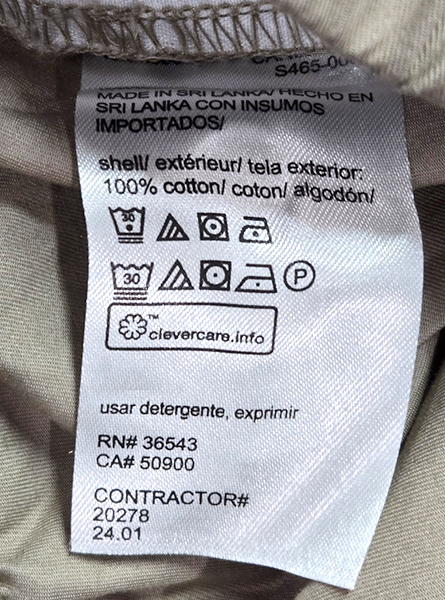 S465-00
MADE IN SRI LANKA/ HECHO EN
SRI LANKA CON INSUMOS
IMPORTADOS/
shell/ extérieur/ tela exterior:
100% cotton/ coton/ algodón/
30
30 P
clevercare.info™
usar detergente, exprimir
RN# 36543
CA# 50900
CONTRACTOR#
20278
24.01